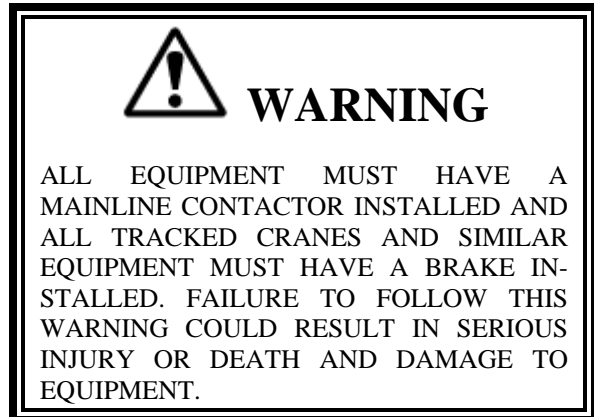 WARNING
ALL EQUIPMENT MUST HAVE A
MAINLINE CONTACTOR INSTALLED AND
ALL TRACKED CRANES AND SIMILAR
EQUIPMENT MUST HAVE A BRAKE IN-
STALLED. FAILURE TO FOLLOW THIS
WARNING COULD RESULT IN SERIOUS
INJURY OR DEATH AND DAMAGE TO
EQUIPMENT.